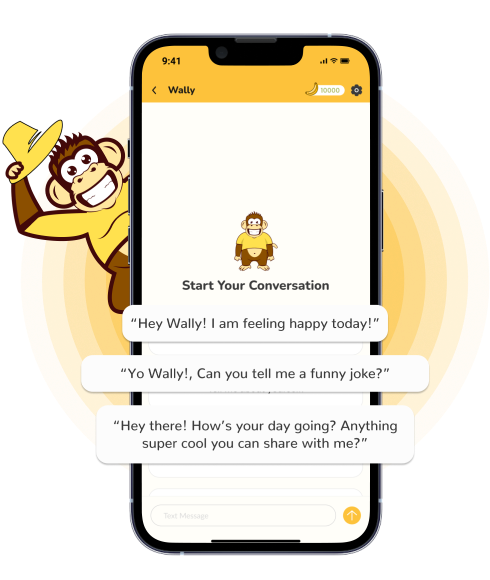 9:41
Wally
10000
Start Your Conversation
“Hey Wally! I am feeling happy today!”
“Yo Wally!, Can you tell me a funny joke?”
“Hey there! How’s your day going? Anything
super cool you can share with me?”
Text Message